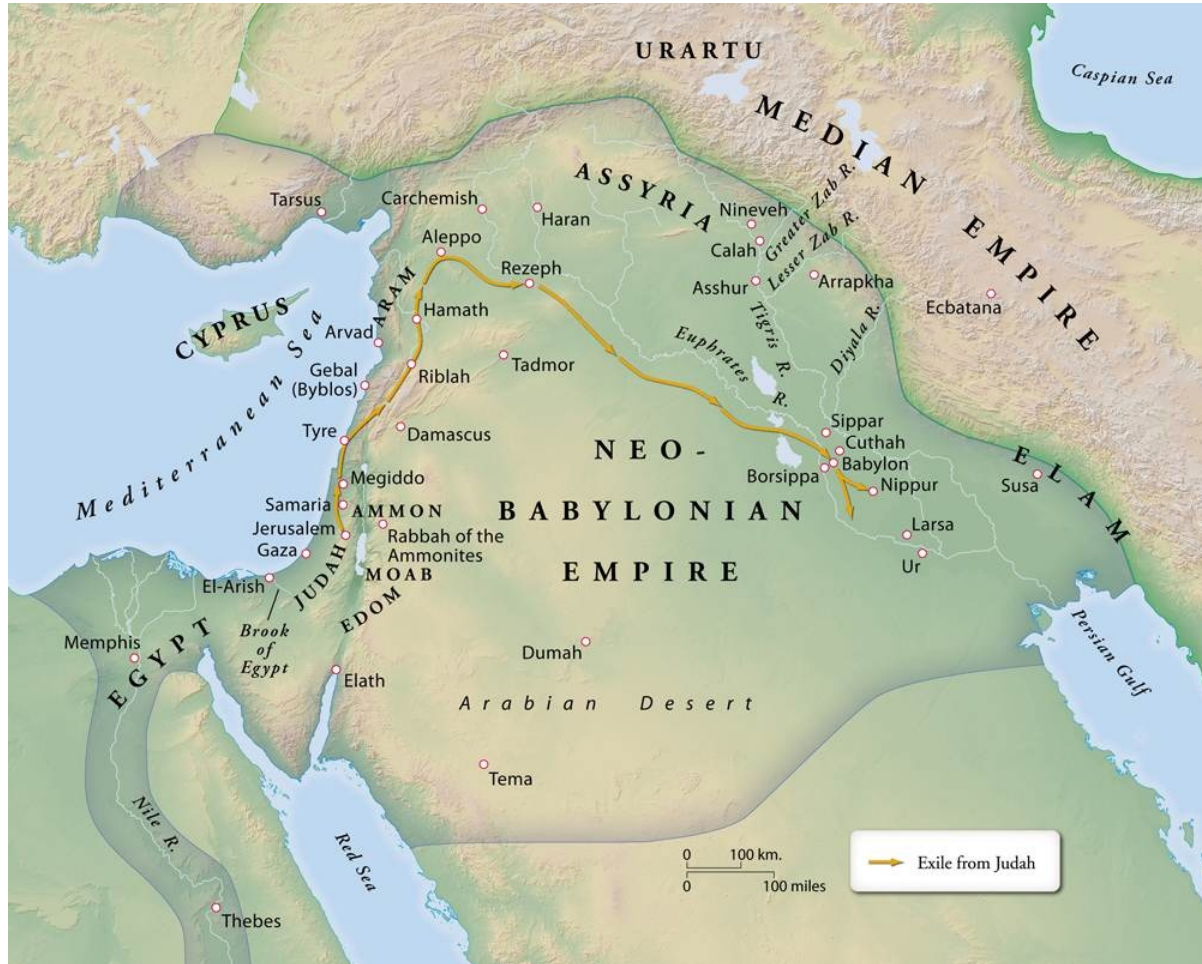 URARTU
Caspian Sea
MEDIAN EMPIRE
ASSYRIA
Tarsus
Carchemish
Haran
Nineveh
Greater Zab R.
Calah
Lesser Zab R.
Aleppo
Rezeph
Asshur
Arrapkha
Ecbatana
ARAM
CYPRUS
Hamath
Arvad
Tigris R.
Diyala R.
Euphrates R.
Mediterranean Sea
Gebal
(Byblos)
Riblah
Tadmor
Tyre
Damascus
Sippar
Cuthah
Babylon
Borsippa
Nippur
NEO-
BABYLONIAN
EMPIRE
ELAM
Susa
Megiddo
Samaria
AMMON
Jerusalem
Rabbah of the
Ammonites
Gaza
JUDAH
MOAB
Larsa
Ur
El-Arish
EDOM
Brook
of
Egypt
EGYPT
Memphis
Dumah
Persian Gulf
Elath
Arabian Desert
Tema
Nile R.
Red Sea
0 100 km.
0 100 miles
Exile from Judah
Thebes